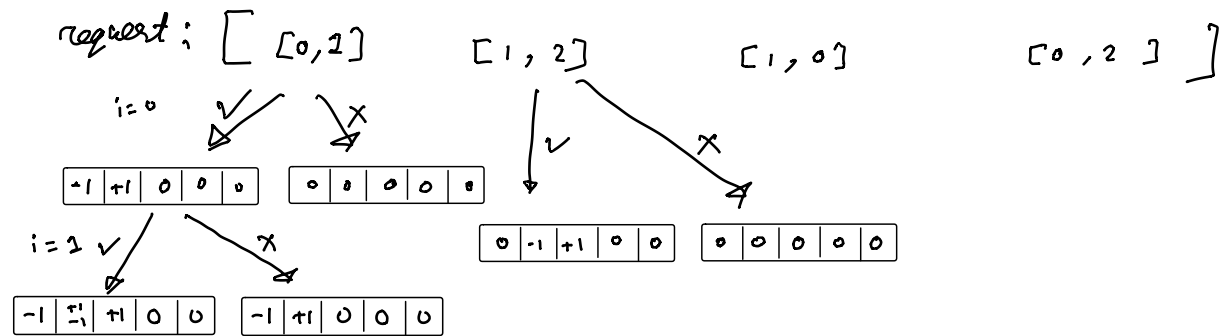 request : [ [0,1] [1, 2] [1, 0] [0, 2] ]
i=0 ✓ ✗ ✓ ✗
-1 +1 0 0 0
0 0 0 0 0
i=1 ✓ ✗
0 -1 +1 0 0
0 0 0 0 0
-1 +1 -1 +1 0 0
-1 +1 0 0 0